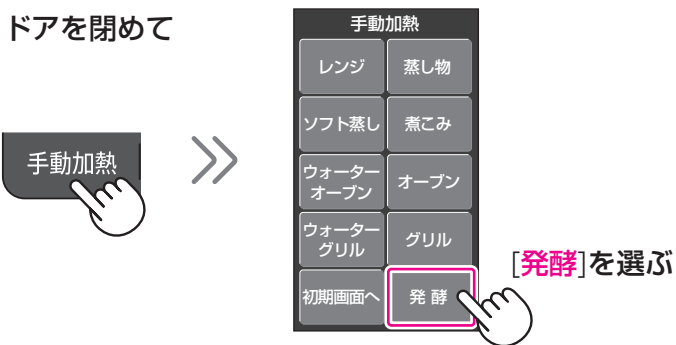 ドアを閉めて
手動加熱
手動加熱
レンジ
蒸し物
ソフト蒸し
煮こみ
ウォーター
オーブン
オーブン
ウォーター
グリル
グリル
初期画面へ
発 酵
[発酵]を選ぶ